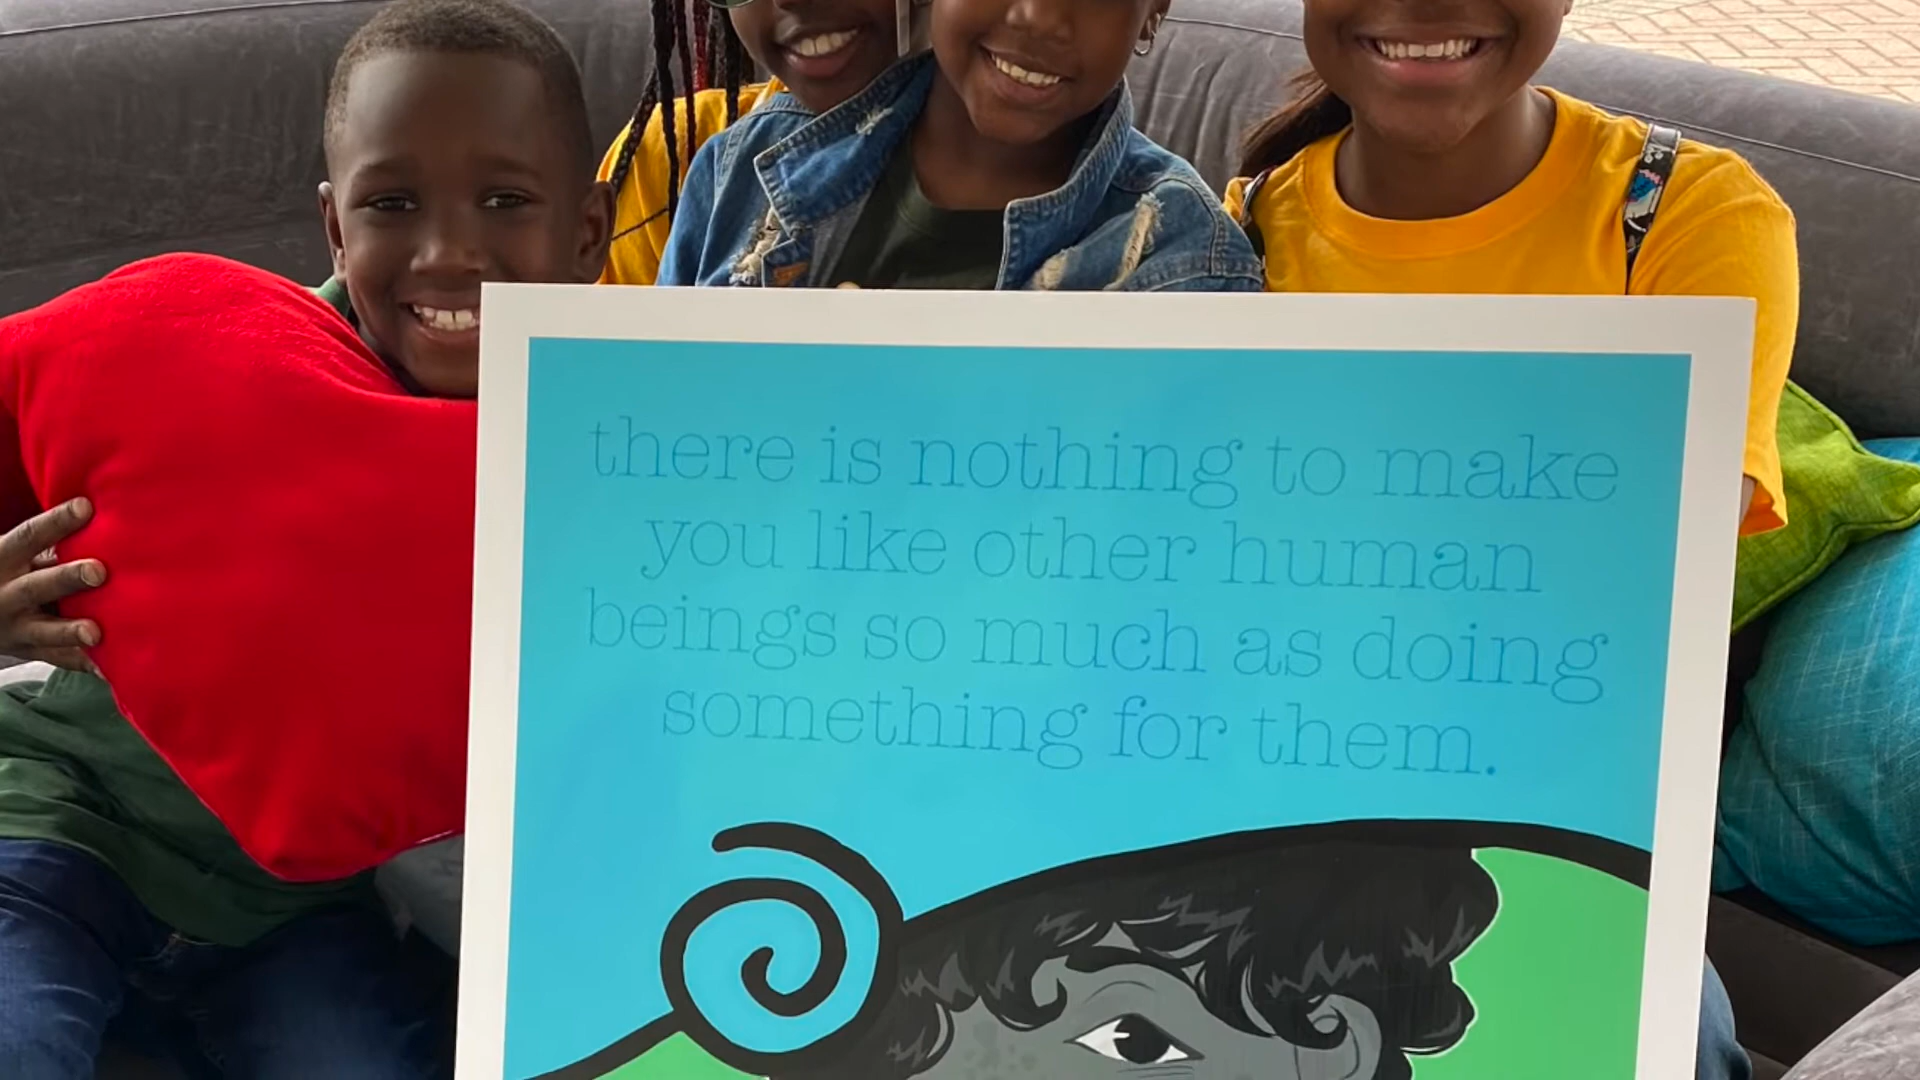 there is nothing to make
you like other human
beings so much as doing
something for them.